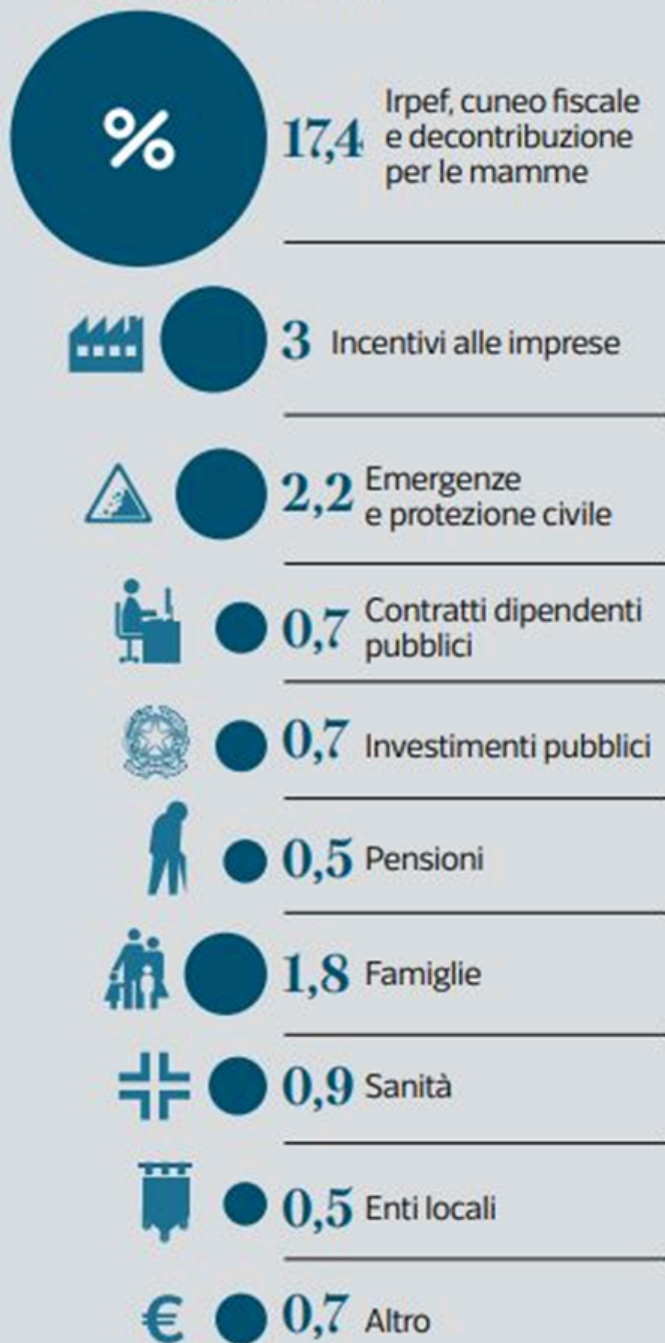 %
17,4
Irpef, cuneo fiscale
e decontribuzione
per le mamme
3 Incentivi alle imprese
2,2
Emergenze
e protezione civile
0,7
Contratti dipendenti
pubblici
0,7 Investimenti pubblici
0,5 Pensioni
1,8 Famiglie
0,9 Sanità
0,5 Enti locali
€ 0,7 Altro